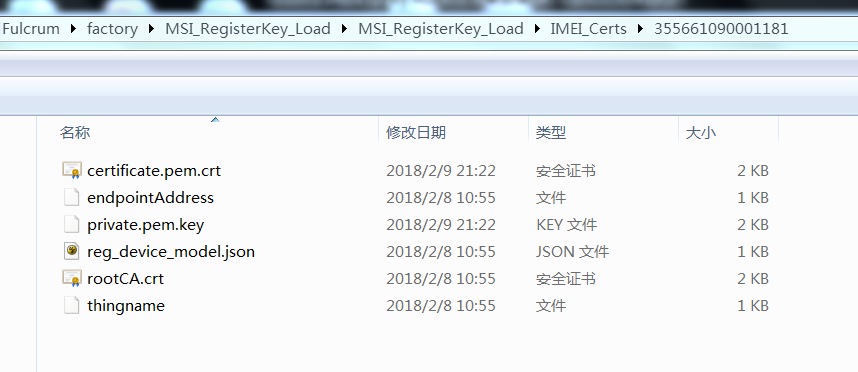 Fulcrum factory MSI_RegisterKey_Load MSI_RegisterKey_Load IMEI_Certs 355661090001181
名称 修改日期 类型 大小
certificate.pem.crt 2018/2/9 21:22 安全证书 2 KB
endpointAddress 2018/2/8 10:55 文件 1 KB
private.pem.key 2018/2/9 21:22 KEY 文件 2 KB
reg_device_model.json 2018/2/8 10:55 JSON 文件 1 KB
rootCA.crt 2018/2/8 10:55 安全证书 2 KB
thingname 2018/2/8 10:55 文件 1 KB